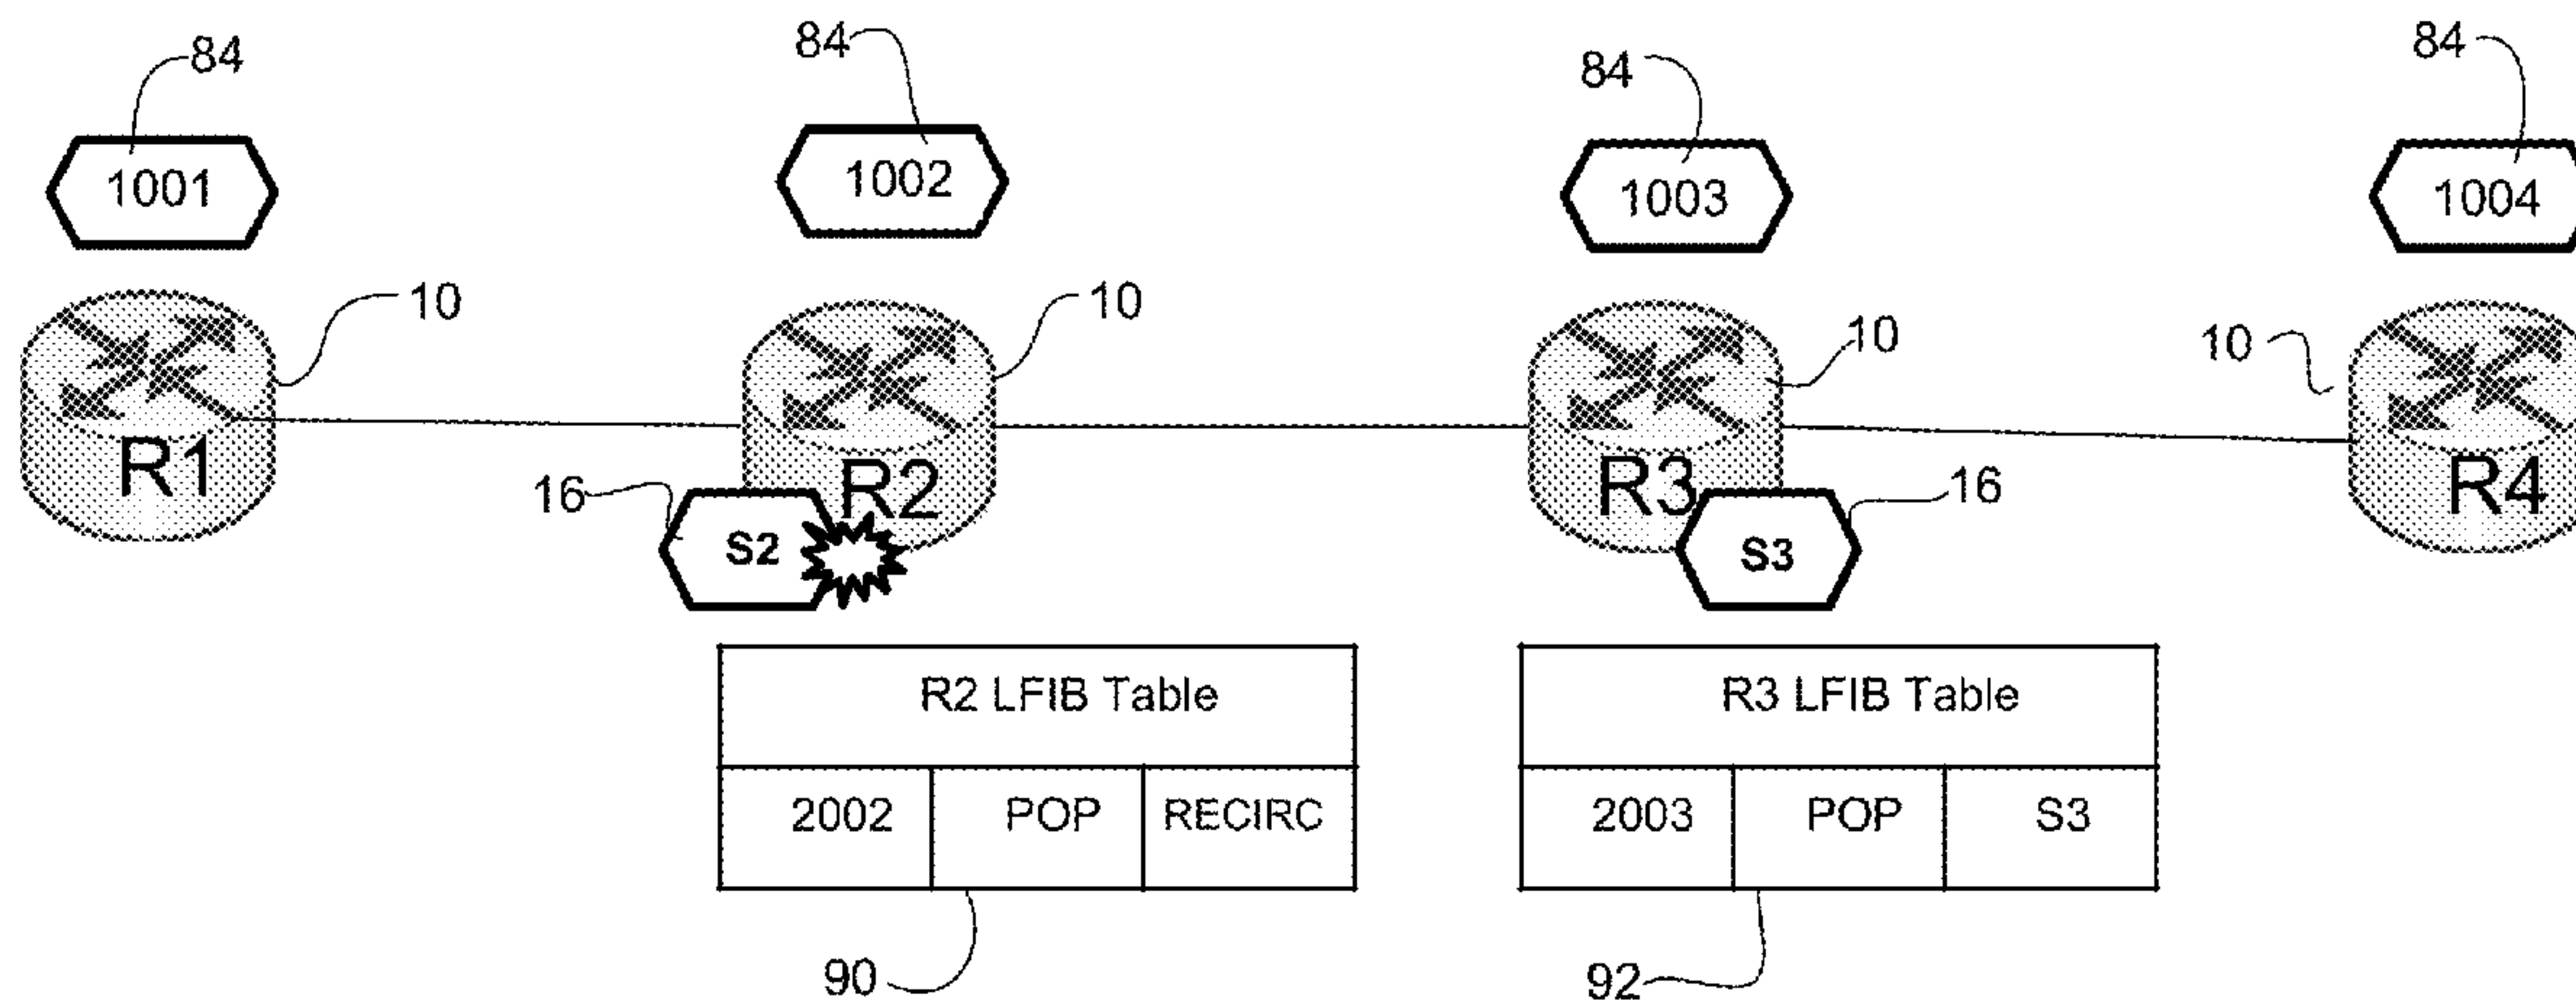 84
84
84
84
1001
1002
1003
1004
10
10
10
10
R1
R2
R3
R4
16
16
S2
S3
R2 LFIB Table
R3 LFIB Table
2002 POP RECIRC
2003 POP S3
90
92